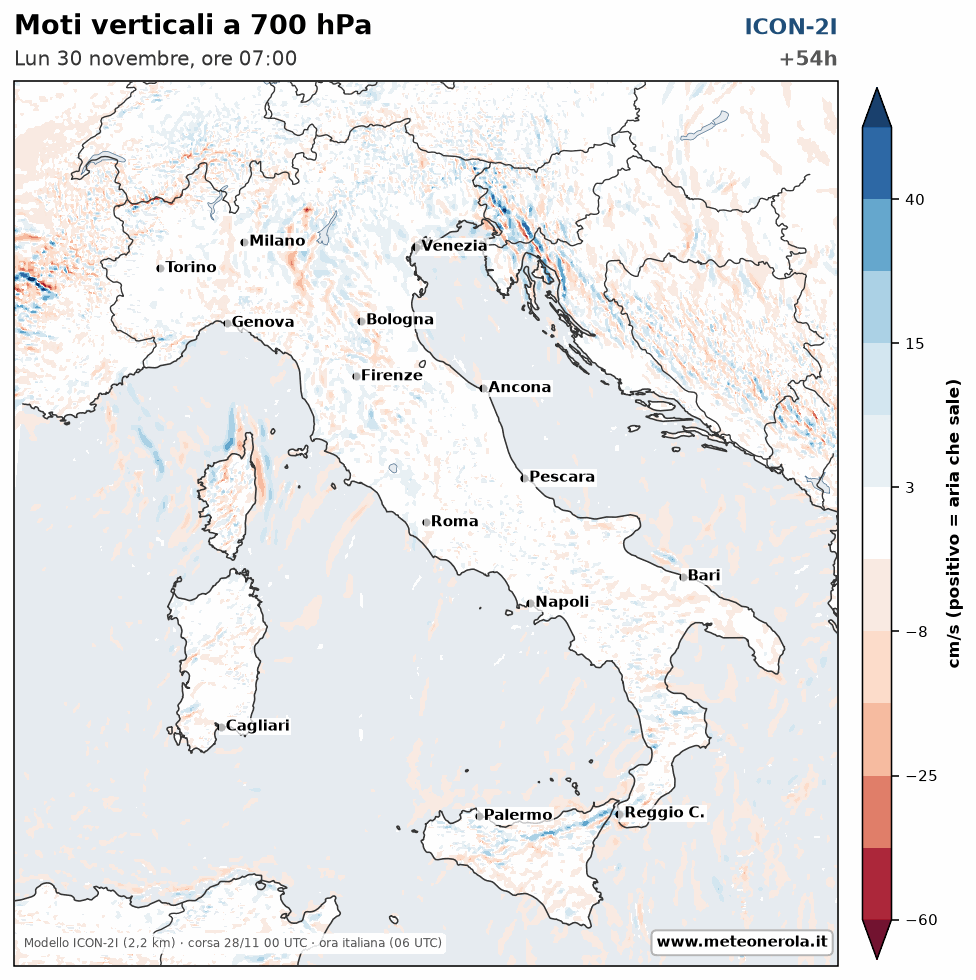 Moti verticali a 700 hPa
ICON-2I
Lun 30 novembre, ore 07:00
+54h
Milano
Venezia
Torino
Genova
Bologna
Firenze
Ancona
Pescara
Roma
Bari
Napoli
Cagliari
Palermo
Reggio C.
40
15
3
−8
−25
−60
cm/s (positivo = aria che sale)
Modello ICON-2I (2,2 km) · corsa 28/11 00 UTC · ora italiana (06 UTC)
www.meteonerola.it